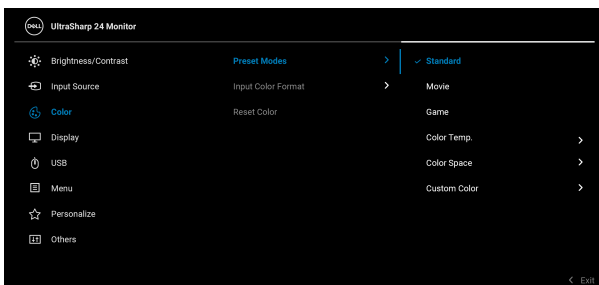 DELL UltraSharp 24 Monitor
Brightness/Contrast Preset Modes Standard
Input Source Input Color Format Movie
Color Reset Color Game
Display Color Temp.
USB Color Space
Menu Custom Color
Personalize
Others
Exit